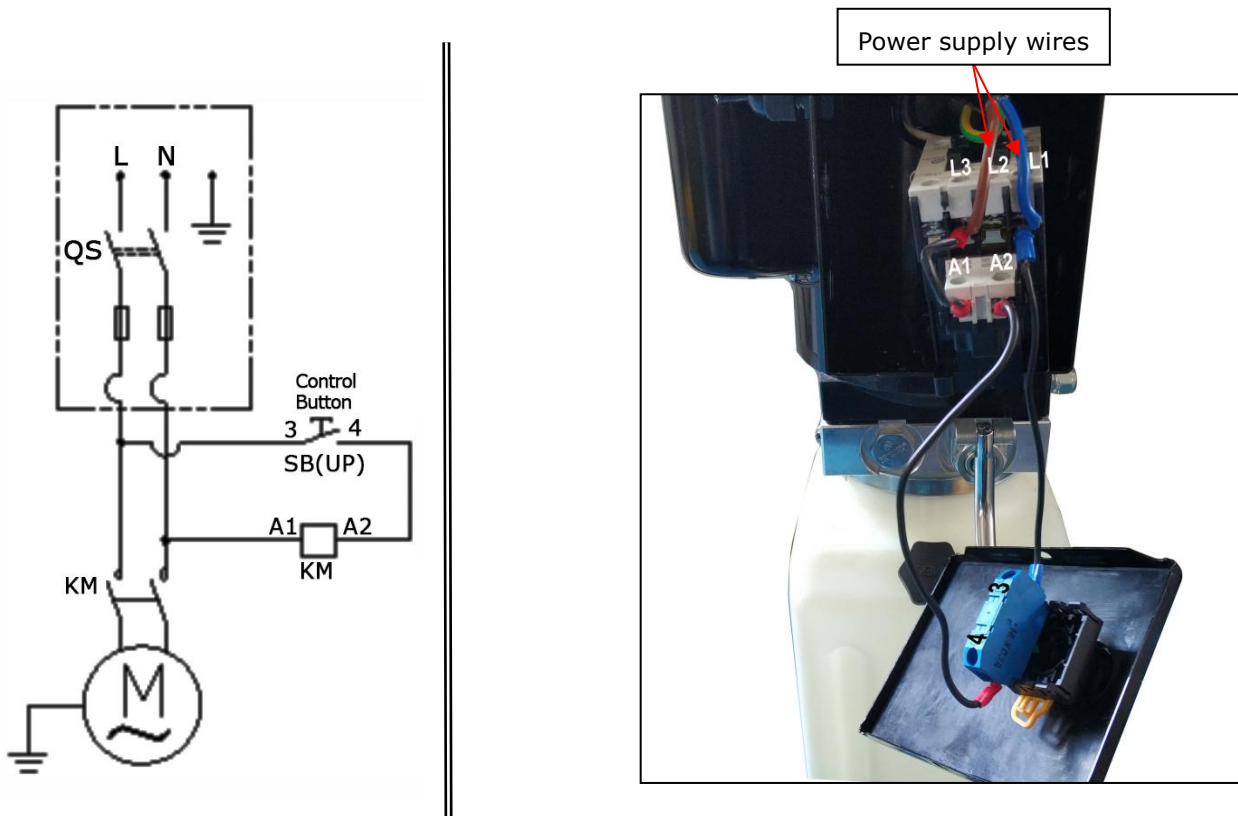 Power supply wires
L N
QS
Control
Button
3 4
SB(UP)
A1 A2
KM
KM
M
L3 L2 L1
A1 A2
3
4